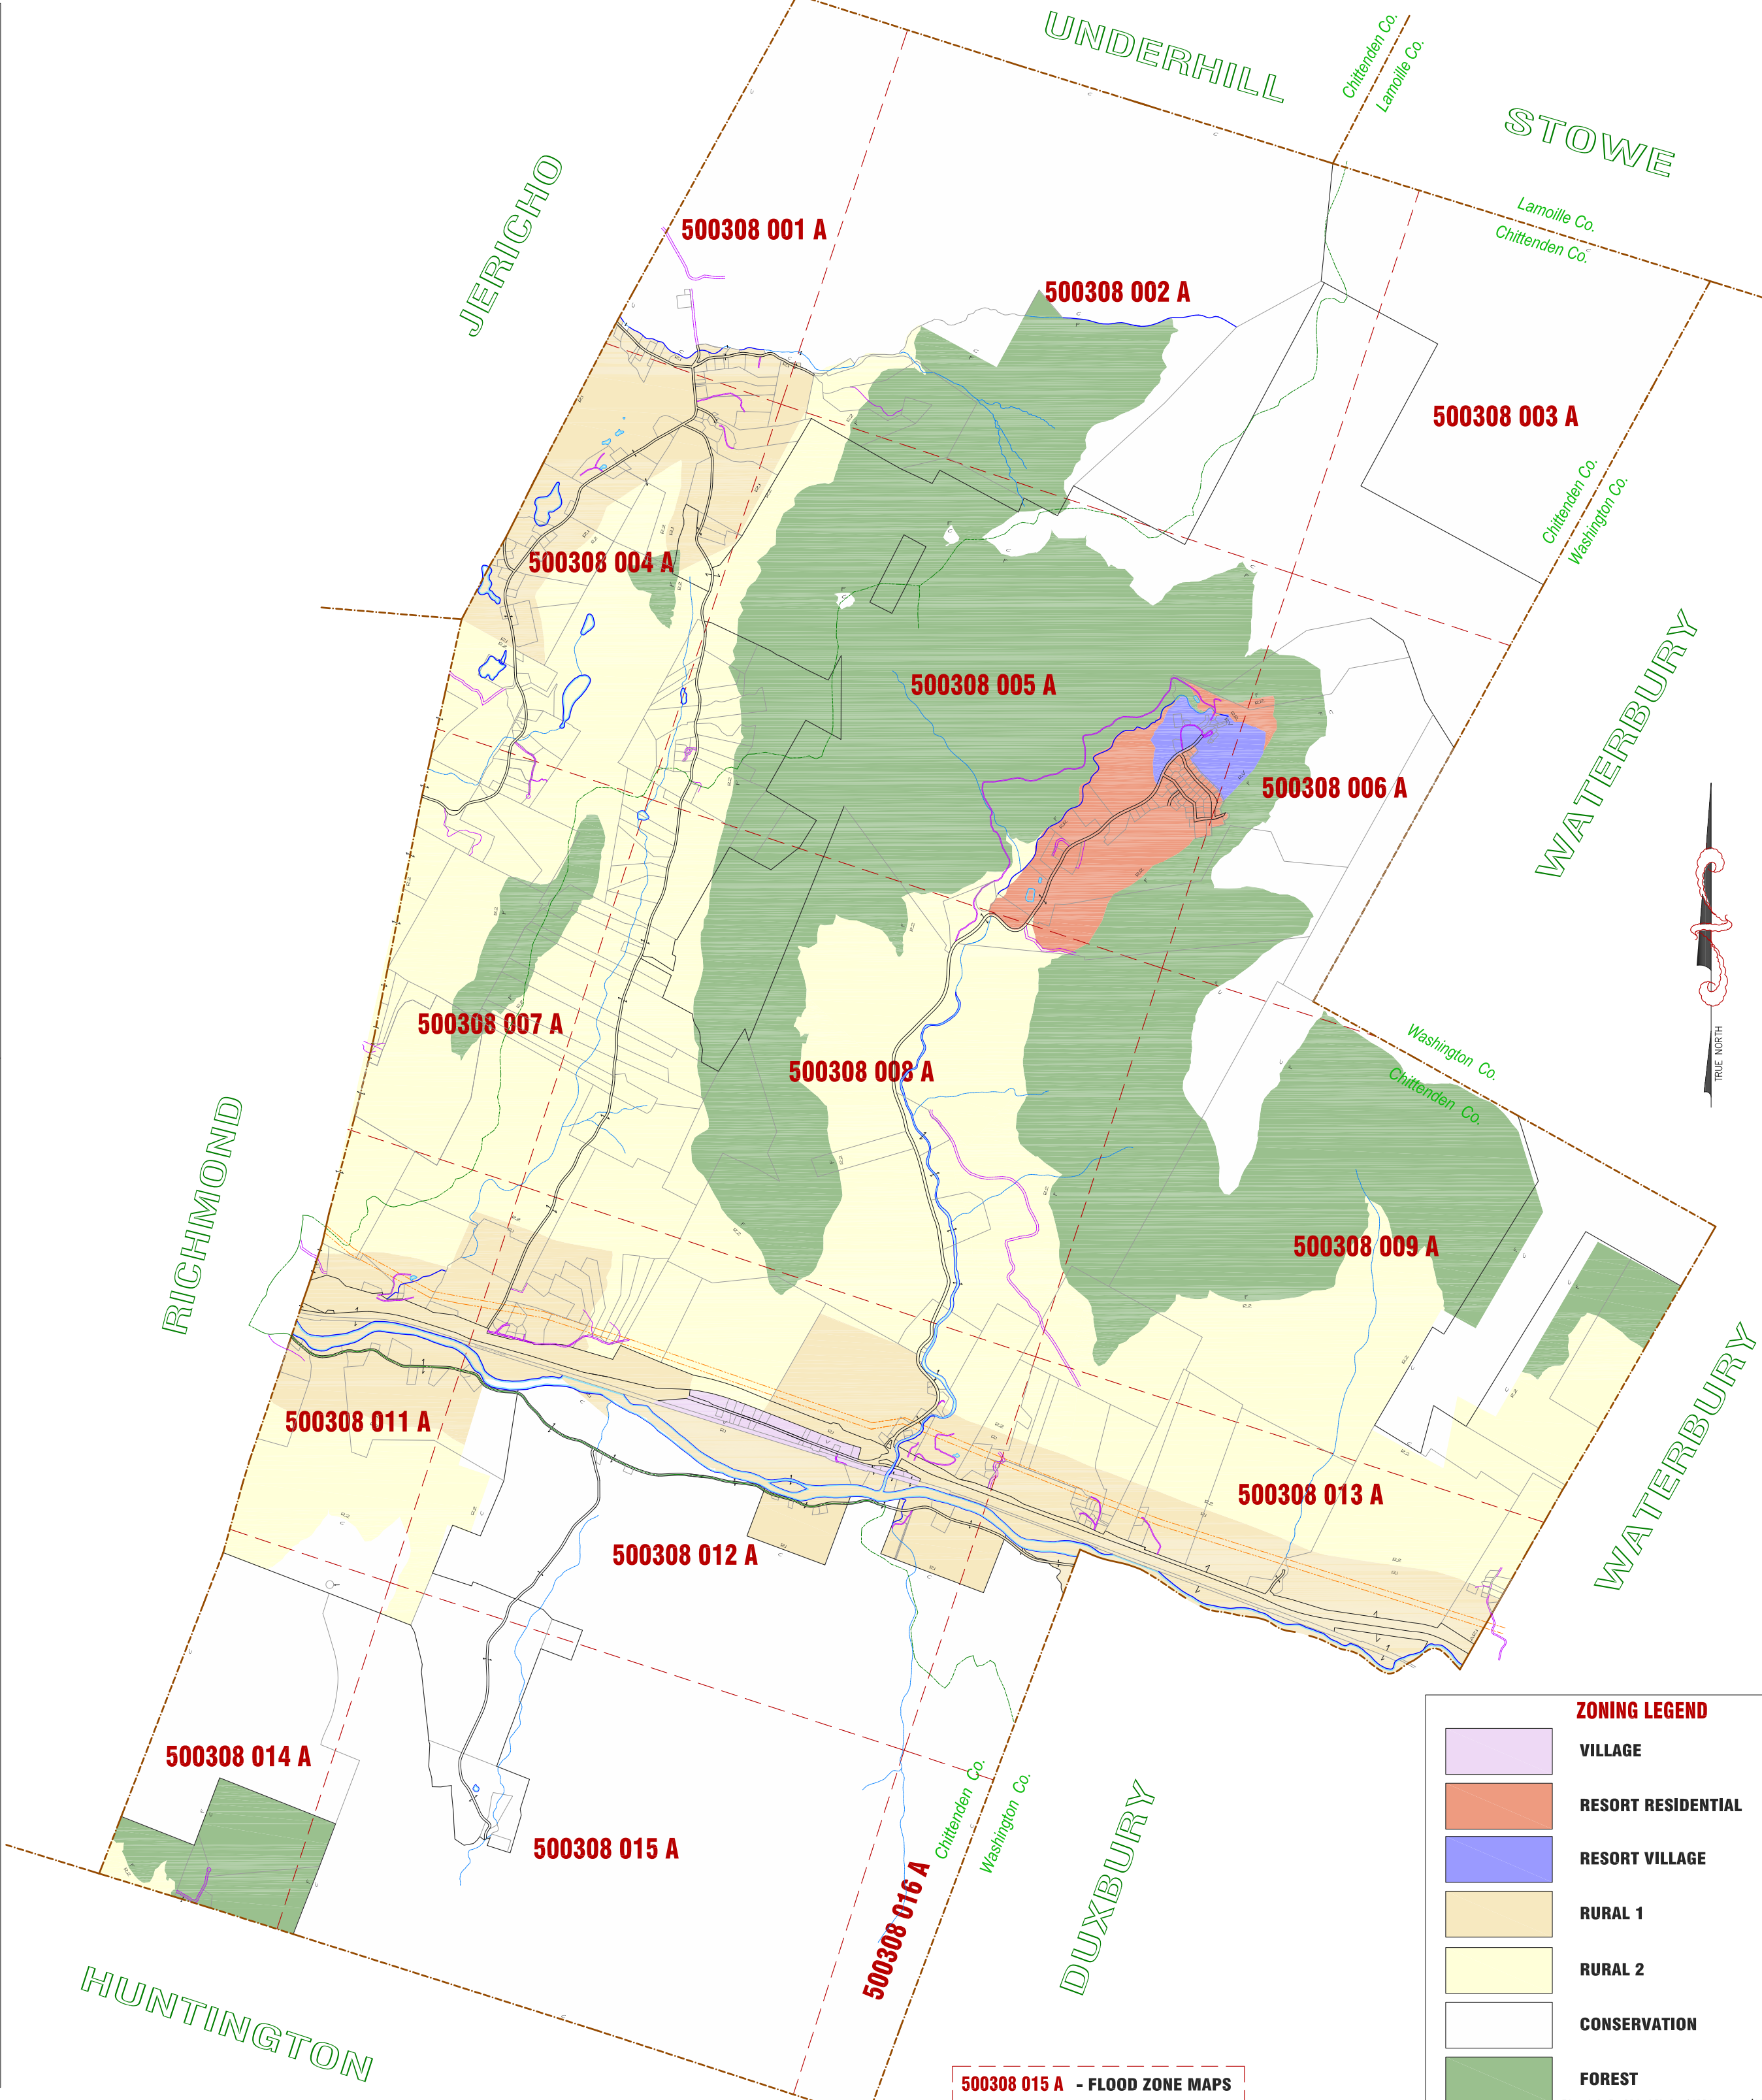 UNDERHILL
Chittenden Co.
Lamoille Co.
STOWE
JERICHO
Lamoille Co.
Chittenden Co.
500308 001 A
500308 002 A
500308 003 A
Chittenden Co.
Washington Co.
500308 004 A
500308 005 A
500308 006 A
WATERBURY
TRUE NORTH
500308 007 A
500308 008 A
Washington Co.
Chittenden Co.
RICHMOND
500308 009 A
500308 011 A
500308 012 A
500308 013 A
WATERBURY
500308 014 A
500308 015 A
500308 016 A
Chittenden Co.
Washington Co.
DUXBURY
HUNTINGTON
ZONING LEGEND
VILLAGE
RESORT RESIDENTIAL
RESORT VILLAGE
RURAL 1
RURAL 2
CONSERVATION
FOREST
500308 015 A - FLOOD ZONE MAPS